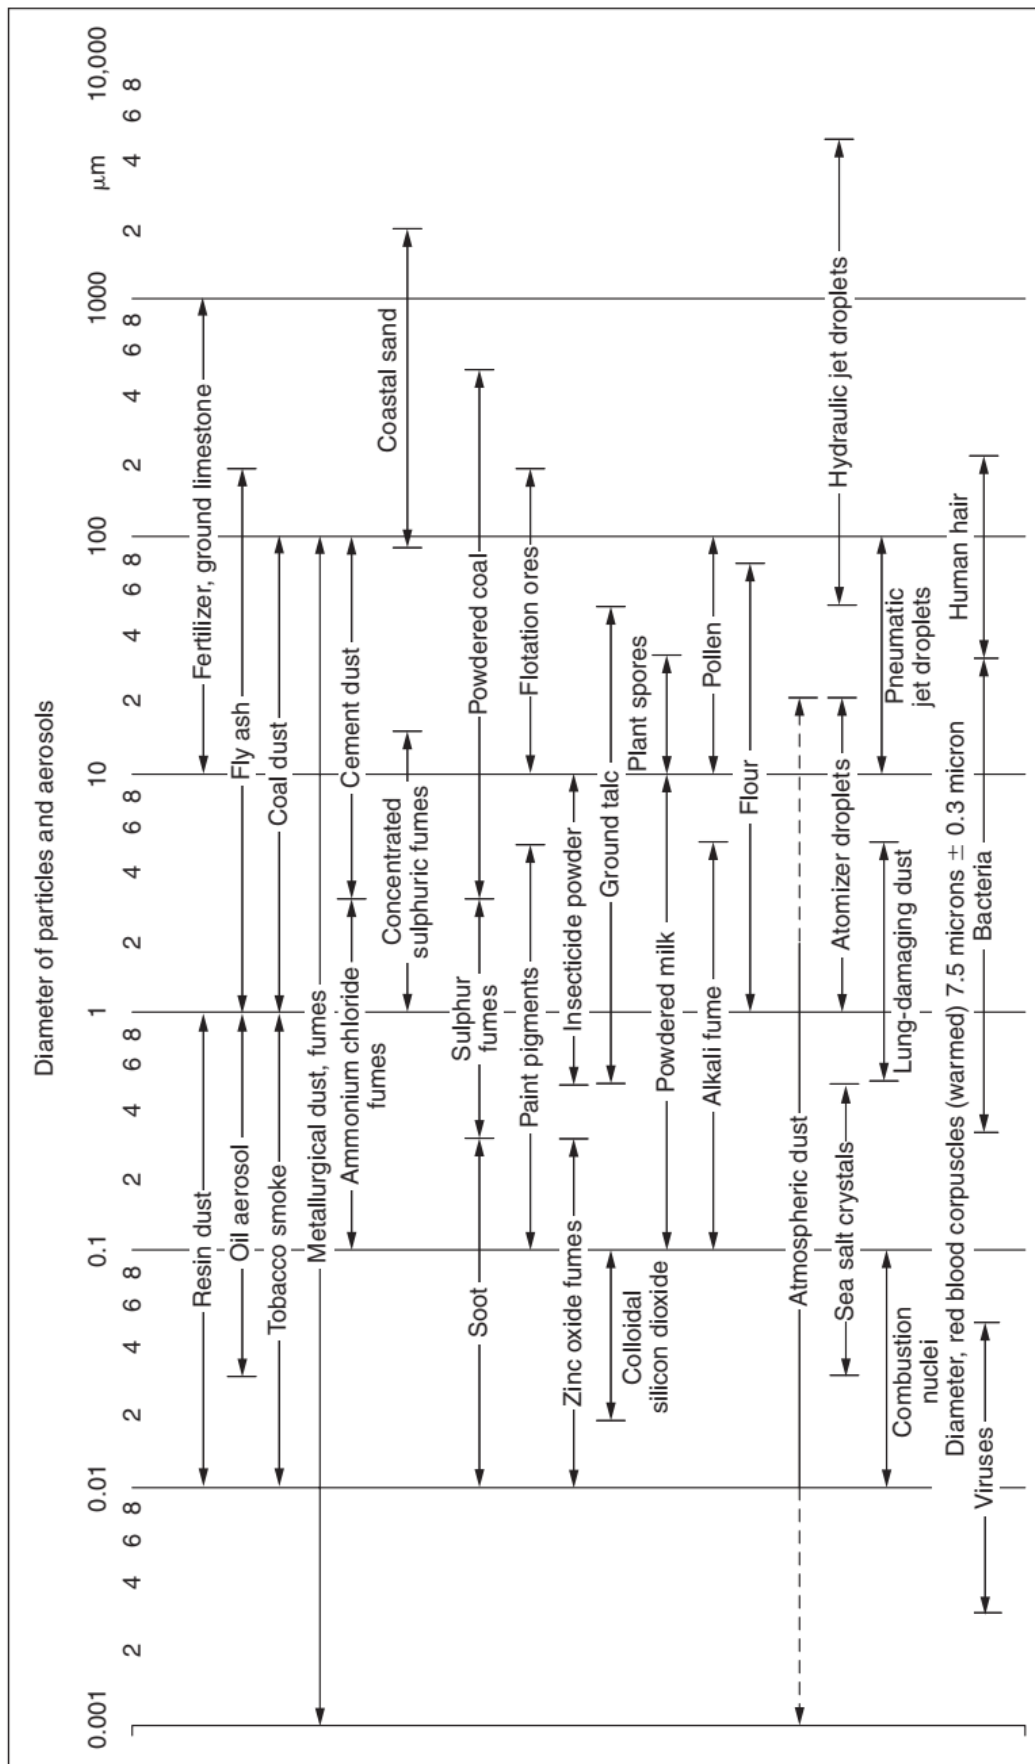 Diameter of particles and aerosols
0.001
2
4
6
8
0.01
2
4
6
8
0.1
2
4
6
8
1
2
4
6
8
10
2
4
6
8
100
2
4
6
8
1000
2
4
μm
6
8
10,000
Resin dust
Fertilizer, ground limestone
Oil aerosol
Fly ash
Tobacco smoke
Coal dust
Metallurgical dust, fumes
Ammonium chloride
fumes
Cement dust
Concentrated
sulphuric fumes
Coastal sand
Soot
Sulphur
fumes
Powdered coal
Paint pigments
Flotation ores
Zinc oxide fumes
Insecticide powder
Colloidal
silicon dioxide
Ground talc
Plant spores
Powdered milk
Alkali fume
Pollen
Flour
Atmospheric dust
Sea salt crystals
Atomizer droplets
Hydraulic jet droplets
Combustion
nuclei
Lung-damaging dust
Pneumatic
jet droplets
Diameter, red blood corpuscles (warmed) 7.5 microns ± 0.3 micron
Human hair
Viruses
Bacteria